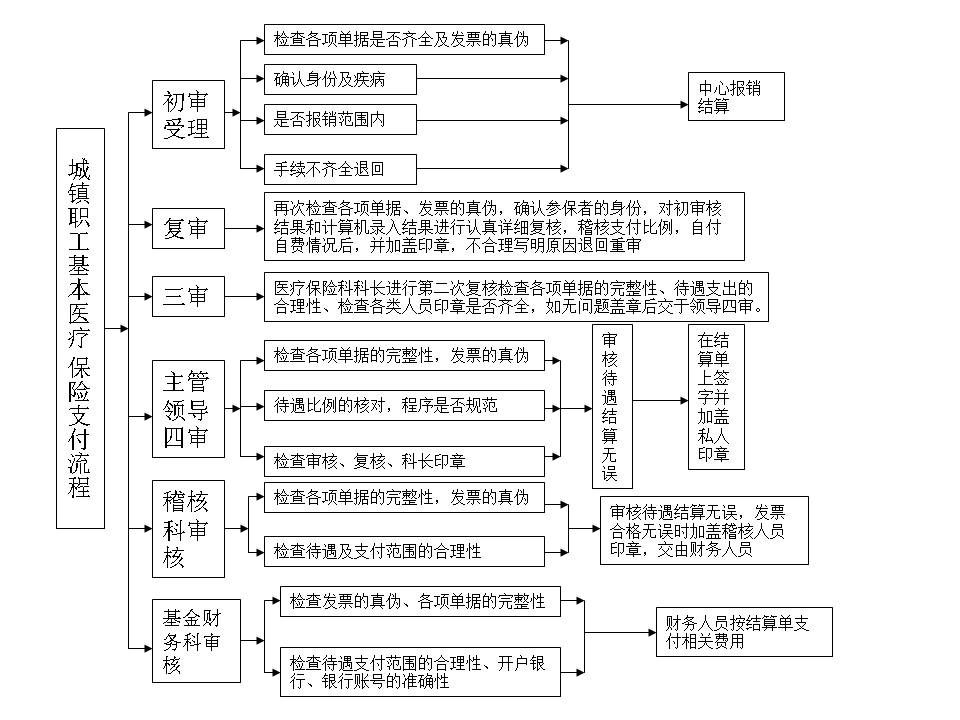 城镇职工基本医疗保险支付流程
初审
受理
检查各项单据是否齐全及发票的真伪
确认身份及疾病
是否报销范围内
手续不齐全退回
中心报销
结算
复审
再次检查各项单据、发票的真伪，确认参保者的身份，对初审核
结果和计算机录入结果进行认真详细复核，稽核支付比例，自付
自费情况后，并加盖印章，不合理写明原因退回重审
三审
医疗保险科科长进行第二次复核检查各项单据的完整性、待遇支出的
合理性、检查各类人员印章是否齐全，如无问题盖章后交于领导四审。
主管
领导
四审
检查各项单据的完整性，发票的真伪
待遇比例的核对，程序是否规范
检查审核、复核、科长印章
审核待遇结算无误
在结
算单
上签
字并
加盖
私人
印章
稽核
科审
核
检查各项单据的完整性，发票的真伪
检查待遇及支付范围的合理性
审核待遇结算无误，发票
合格无误时加盖稽核人员
印章，交由财务人员
基金财
务科审
核
检查发票的真伪、各项单据的完整性
检查待遇支付范围的合理性、开户银
行、银行账号的准确性
财务人员按结算单支
付相关费用